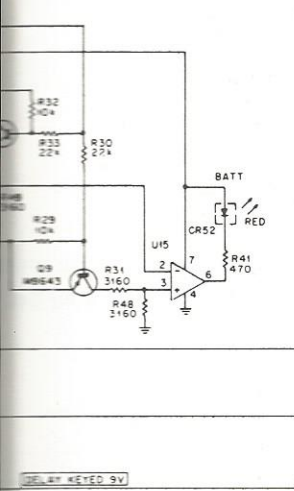 R32
10k
R33
22k
R30
22k
BATT
3160
R29
10k
CR52
RED
U15
7
2
-
6
R41
470
Q9
R31
3160
3
+
4
R48
3160
DELAY KEYED 9V